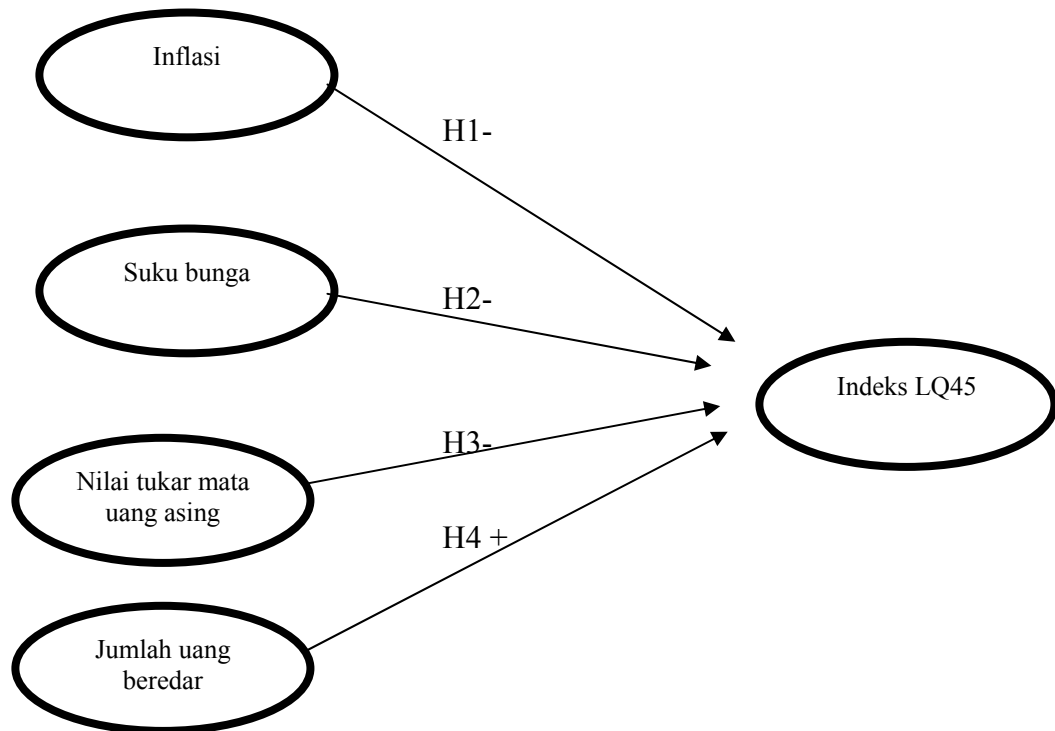 Inflasi
H1-
Suku bunga
H2-
Indeks LQ45
H3-
Nilai tukar mata
uang asing
H4 +
Jumlah uang
beredar